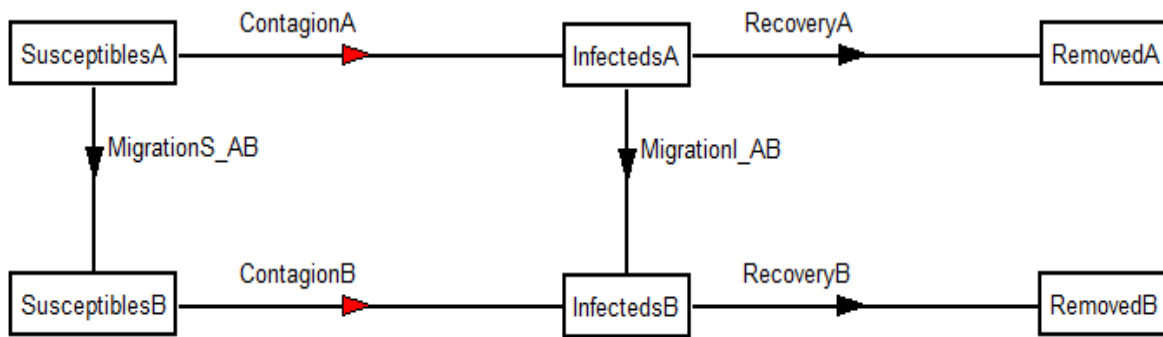 ContagionA
RecoveryA
SusceptiblesA
InfectedsA
RemovedA
MigrationS_AB
MigrationI_AB
ContagionB
RecoveryB
SusceptiblesB
InfectedsB
RemovedB